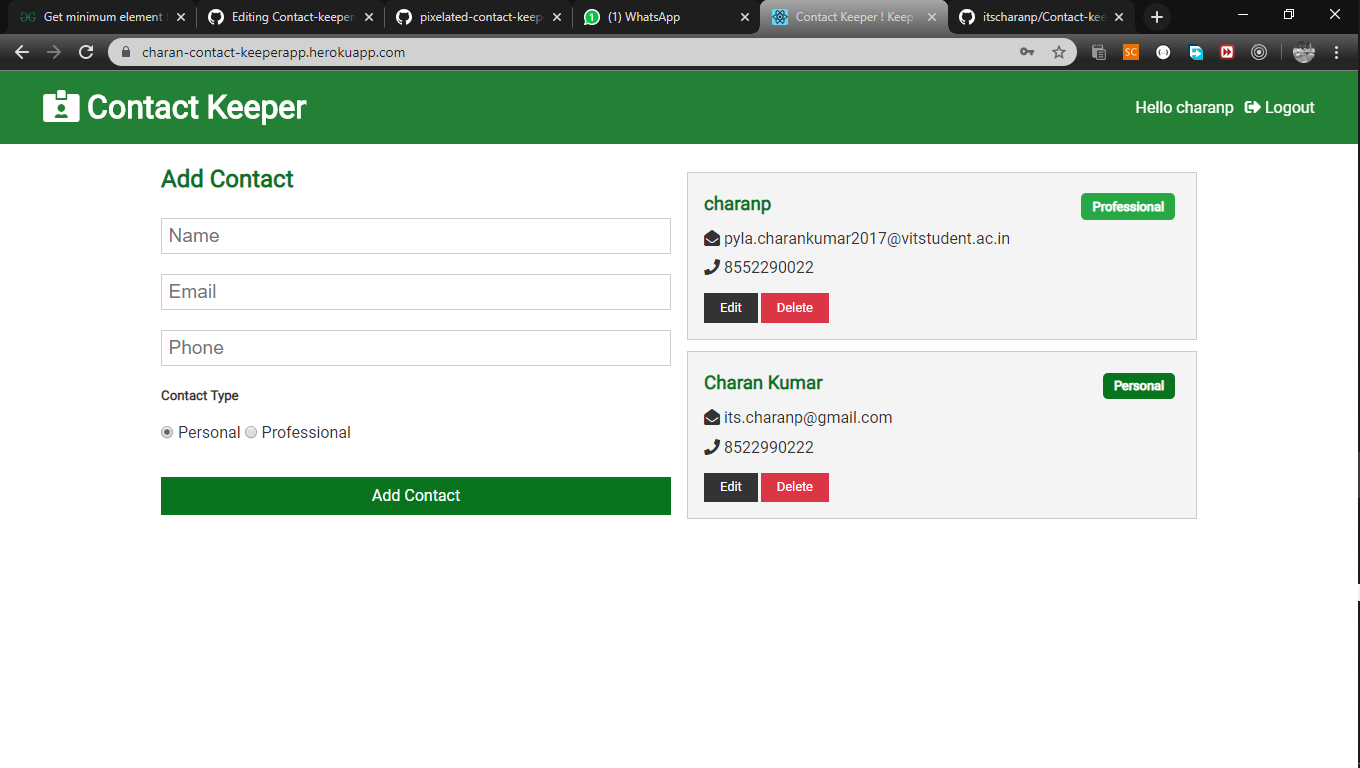 Get minimum element
Editing Contact-keeper
pixelated-contact-keep
(1) WhatsApp
Contact Keeper ! Keep
itscharanp/Contact-kee
charan-contact-keeperapp.herokuapp.com
SC
Contact Keeper
Hello charanp Logout
Add Contact
Name
Email
Phone
Contact Type
Personal Professional
Add Contact
charanp Professional
pyla.charankumar2017@vitstudent.ac.in
8552290022
Edit Delete
Charan Kumar Personal
its.charanp@gmail.com
8522990222
Edit Delete